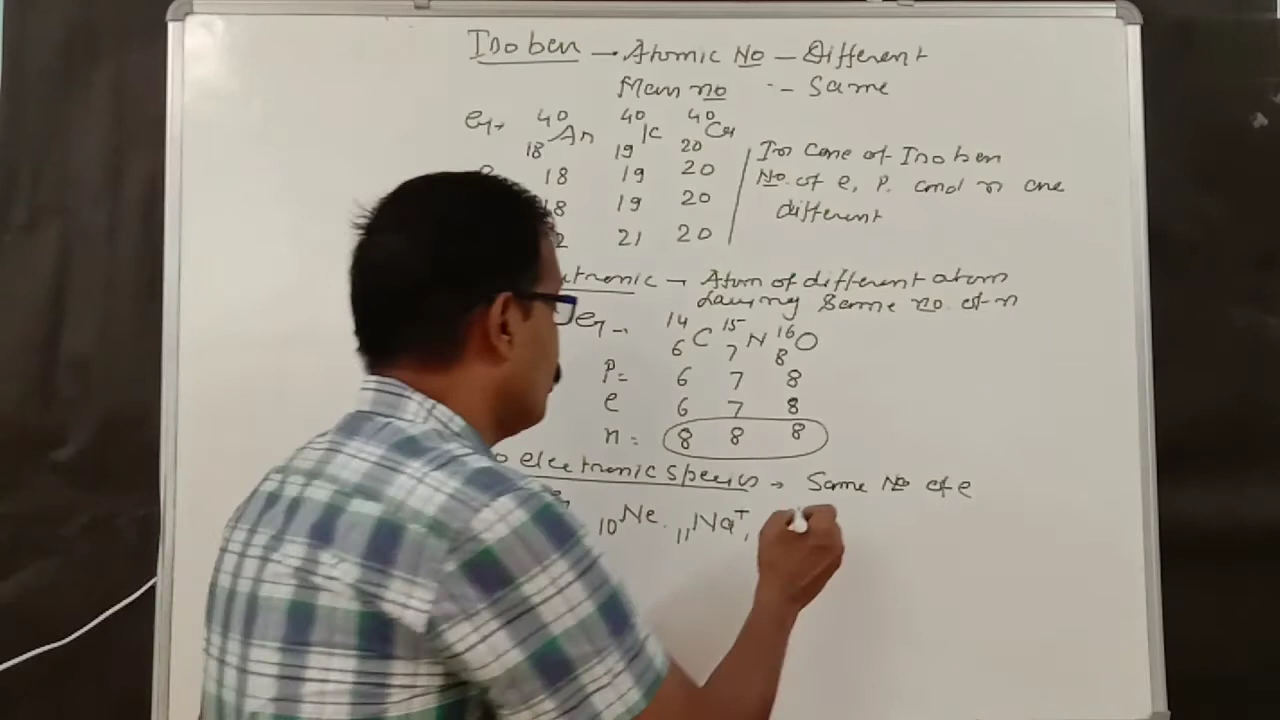 Isobar — Atomic No — Different
Mass no :- Same
eg→ 40 40 40
18 Ar 19 K 20 Ca
18 19 20
18 19 20
22 21 20
In case of Isobar
No. of e, P. and n are
different
utronic — Atom of different atom
having Same no. of n
eg → 14 C 15 N 16 O
6 7 8
P= 6 7 8
e 6 7 8
n = 8 8 8
o electronic species → Same No of e
10 Ne. 11 Na+,